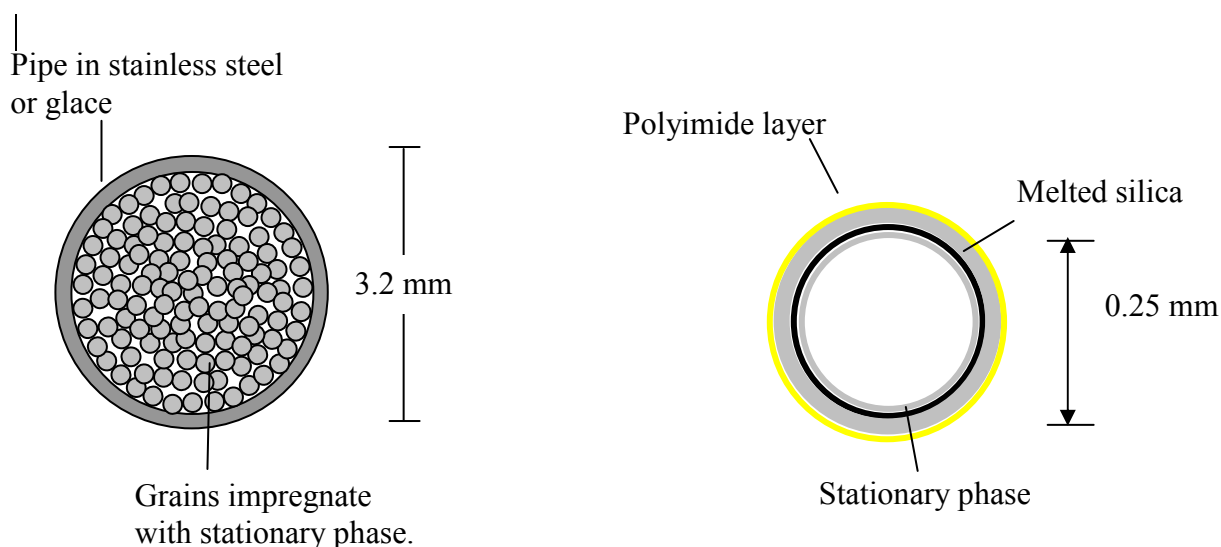 Pipe in stainless steel
or glace
3.2 mm
Grains impregnate
with stationary phase.
Polyimide layer
Melted silica
0.25 mm
Stationary phase